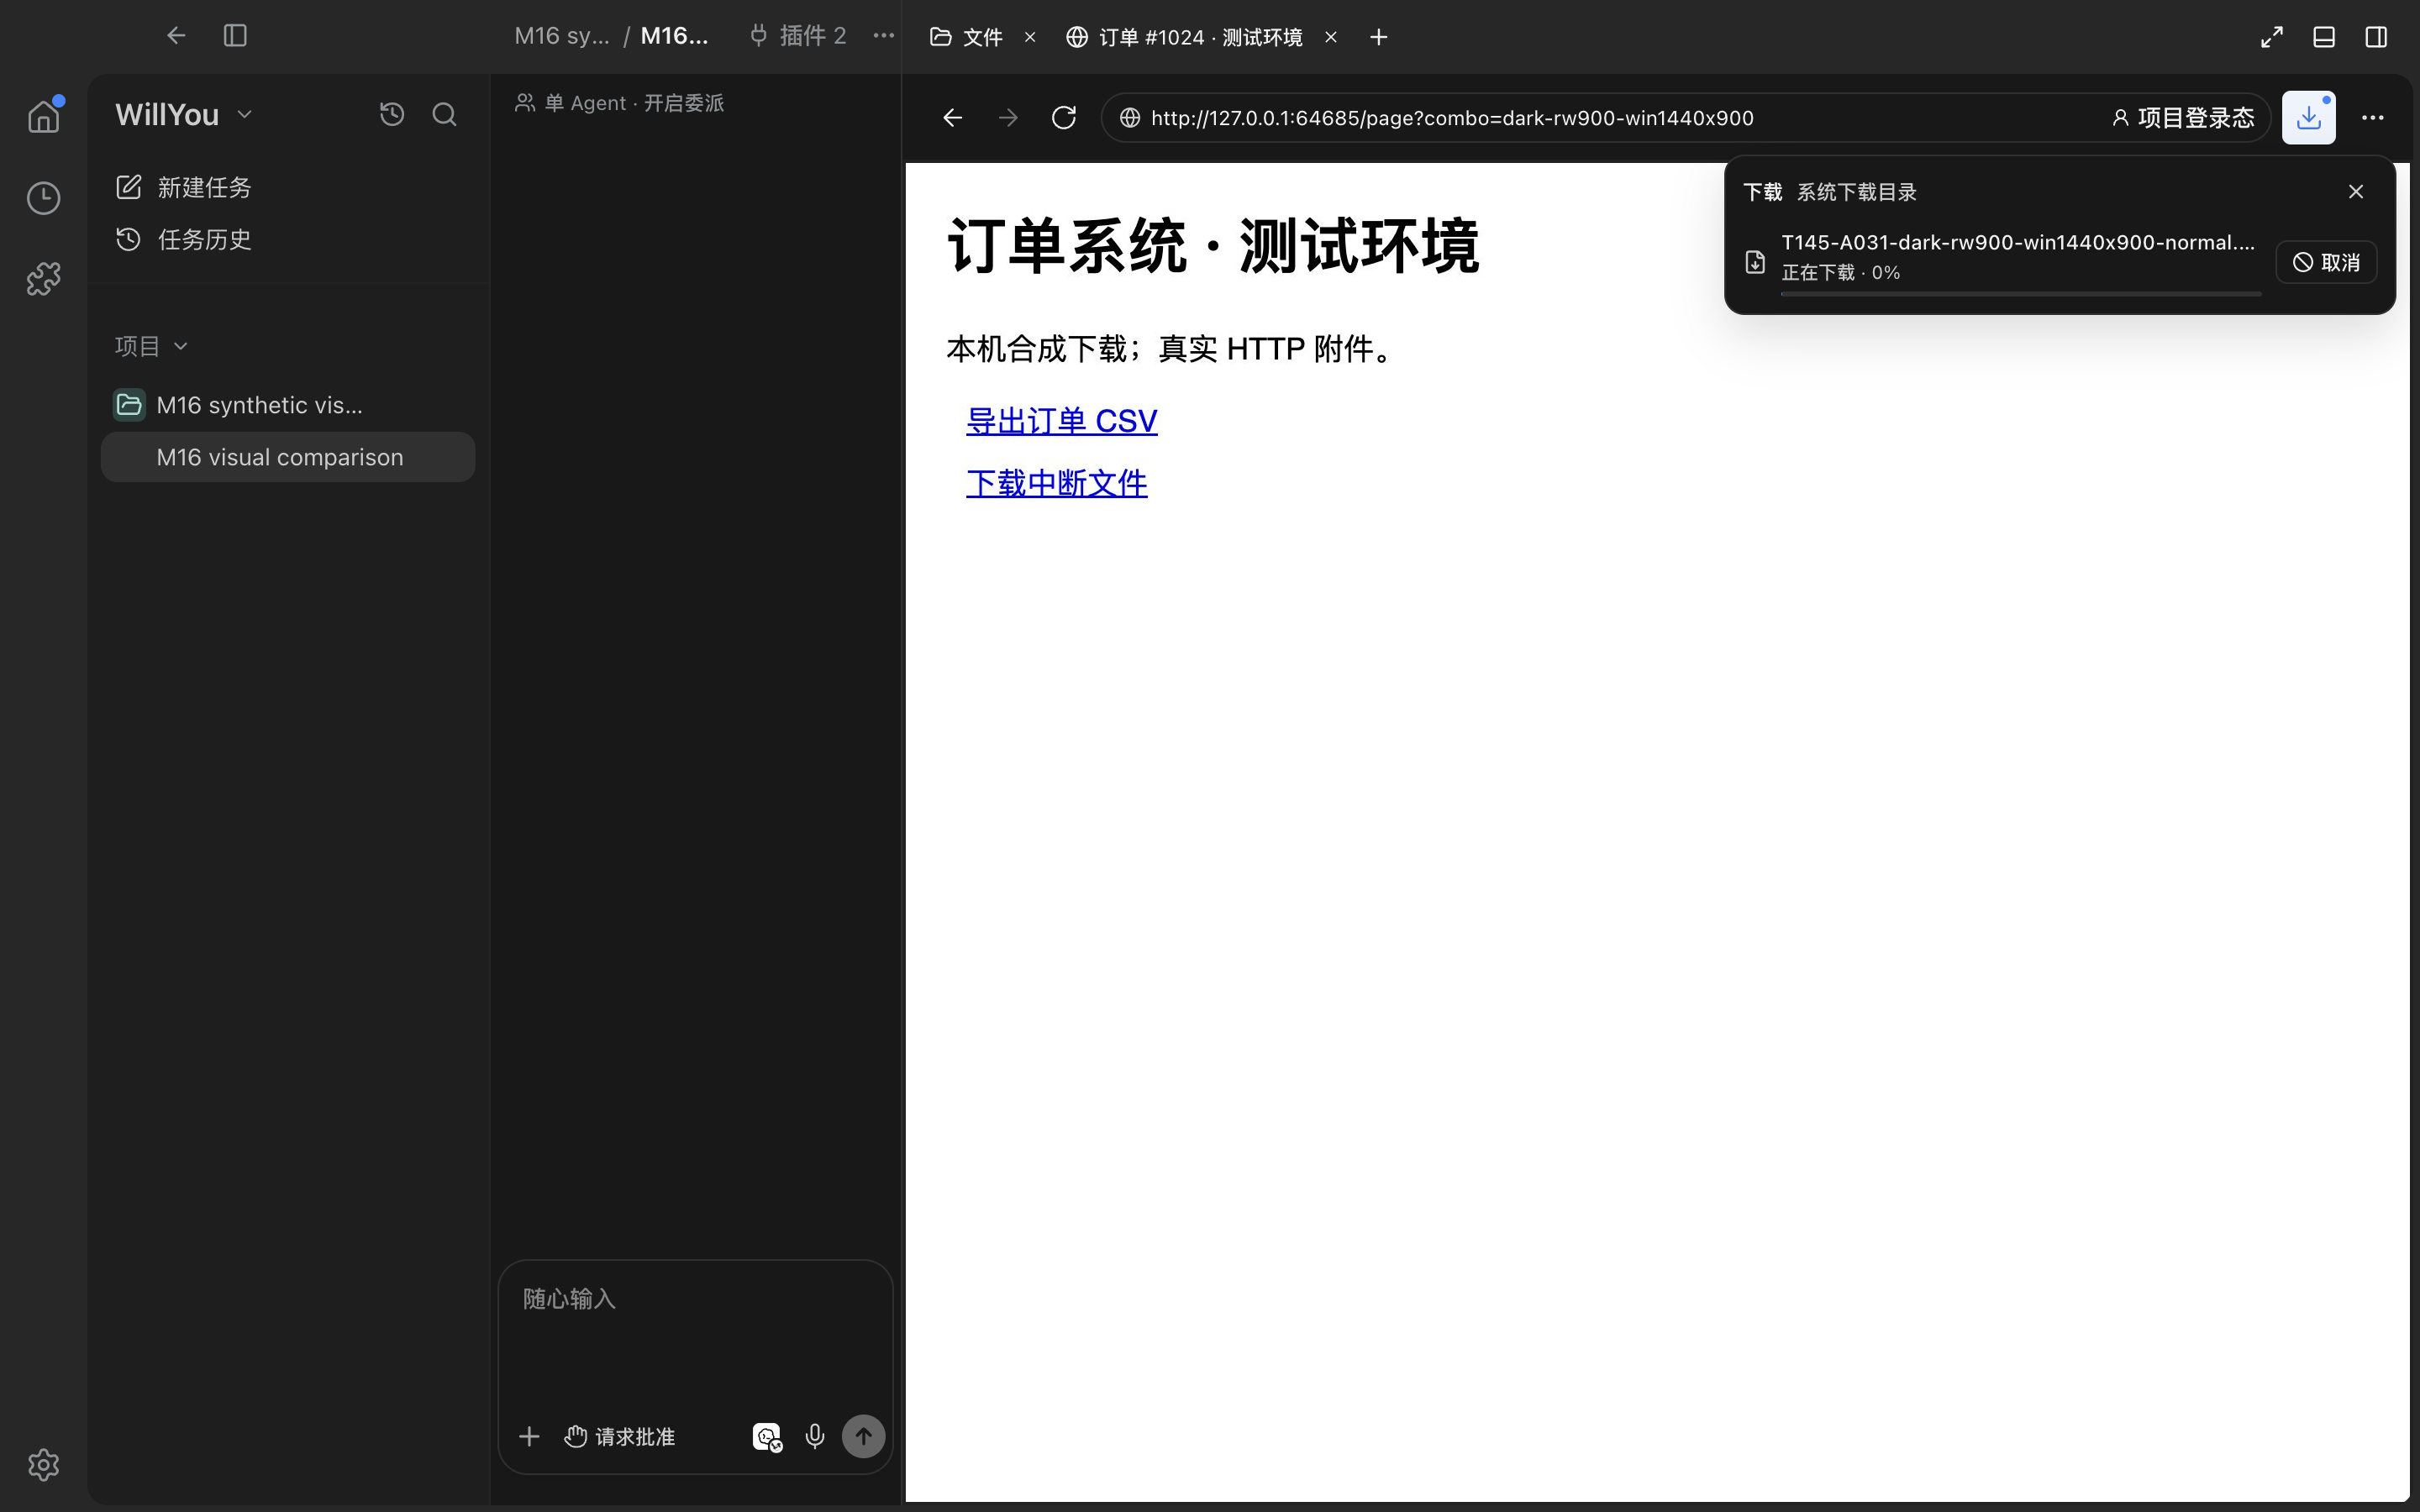 M16 sy... / M16...
插件 2
文件
订单 #1024 · 测试环境
WillYou
新建任务
任务历史
项目
M16 synthetic vis...
M16 visual comparison
单 Agent · 开启委派
随心输入
请求批准
http://127.0.0.1:64685/page?combo=dark-rw900-win1440x900
项目登录态
下载 系统下载目录
T145-A031-dark-rw900-win1440x900-normal....
正在下载 · 0%
取消
订单系统 · 测试环境
本机合成下载；真实 HTTP 附件。
导出订单 CSV
下载中断文件